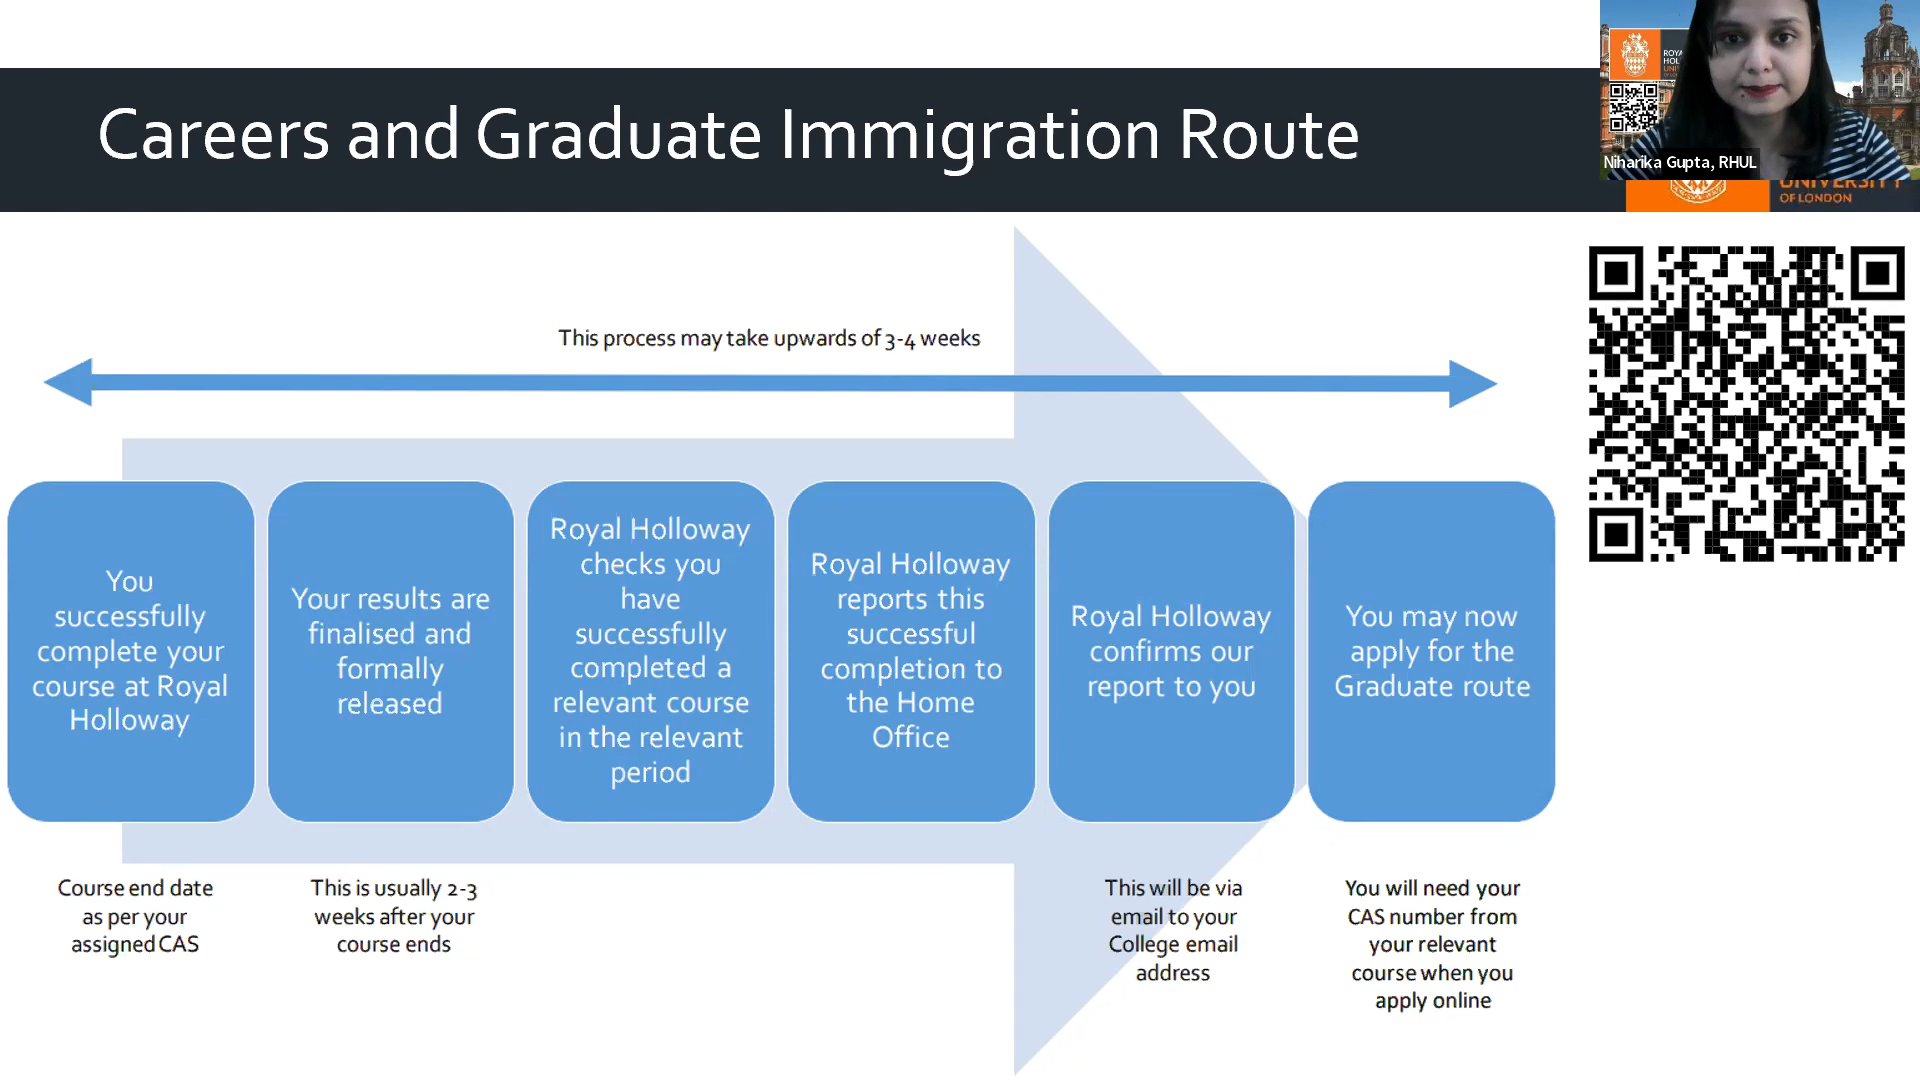 Careers and Graduate Immigration Route
Niharika Gupta, RHUL
OF LONDON
This process may take upwards of 3-4 weeks
You
successfully
complete your
course at Royal
Holloway
Your results are
finalised and
formally
released
Royal Holloway
checks you
have
successfully
completed a
relevant course
in the relevant
period
Royal Holloway
reports this
successful
completion to
the Home
Office
Royal Holloway
confirms our
report to you
You may now
apply for the
Graduate route
Course end date
as per your
assigned CAS
This is usually 2-3
weeks after your
course ends
This will be via
email to your
College email
address
You will need your
CAS number from
your relevant
course when you
apply online